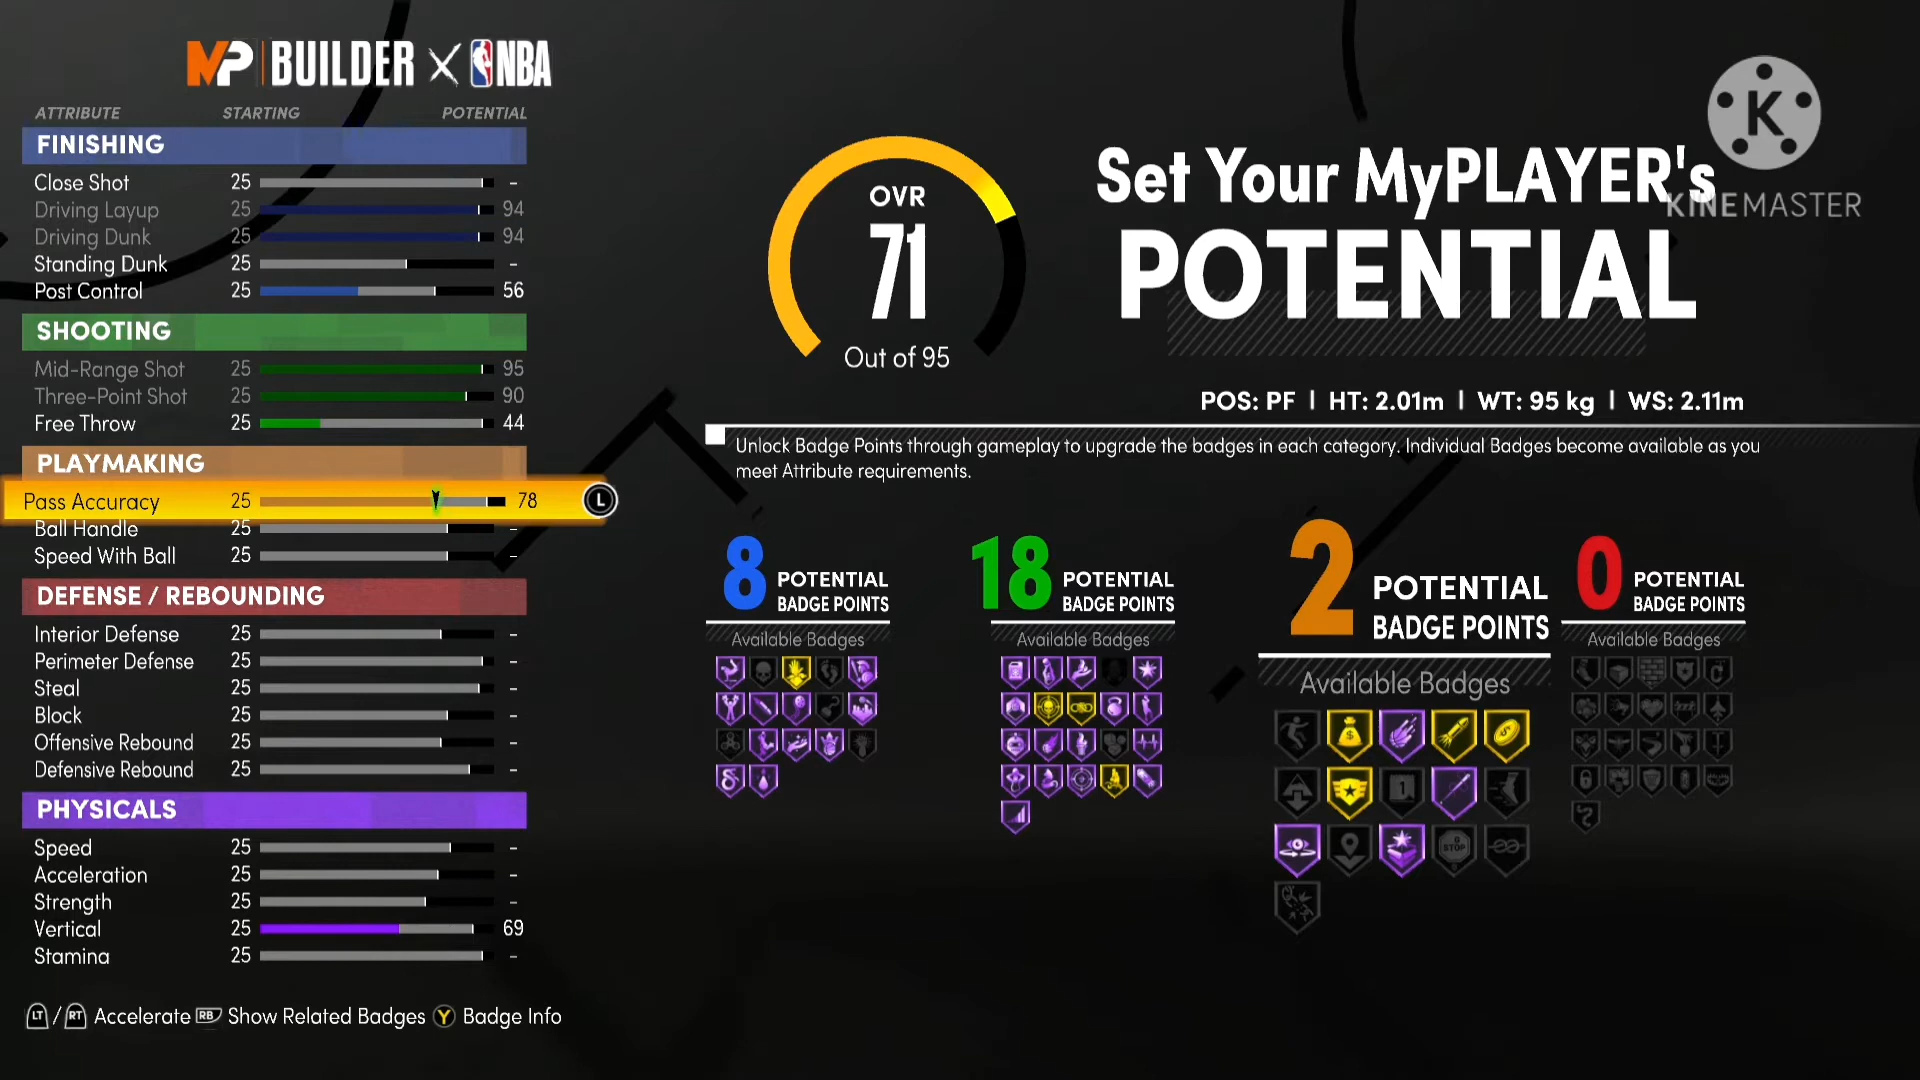 MP | BUILDER X NBA
ATTRIBUTE STARTING POTENTIAL
FINISHING
Close Shot 25 -
Driving Layup 25 94
Driving Dunk 25 94
Standing Dunk 25 -
Post Control 25 56
SHOOTING
Mid-Range Shot 25 95
Three-Point Shot 25 90
Free Throw 25 44
PLAYMAKING
Pass Accuracy 25 78 L
Ball Handle 25 -
Speed With Ball 25 -
DEFENSE / REBOUNDING
Interior Defense 25 -
Perimeter Defense 25 -
Steal 25 -
Block 25 -
Offensive Rebound 25 -
Defensive Rebound 25 -
PHYSICALS
Speed 25 -
Acceleration 25 -
Strength 25 -
Vertical 25 69
Stamina 25 -
LT / RT Accelerate RB Show Related Badges Y Badge Info
OVR
71
Out of 95
Set Your MyPLAYER's
POTENTIAL
K
KINEMASTER
POS: PF | HT: 2.01m | WT: 95 kg | WS: 2.11m
Unlock Badge Points through gameplay to upgrade the badges in each category. Individual Badges become available as you
meet Attribute requirements.
8 POTENTIAL BADGE POINTS
Available Badges
18 POTENTIAL BADGE POINTS
Available Badges
2 POTENTIAL BADGE POINTS
Available Badges
STOP
0 POTENTIAL BADGE POINTS
Available Badges